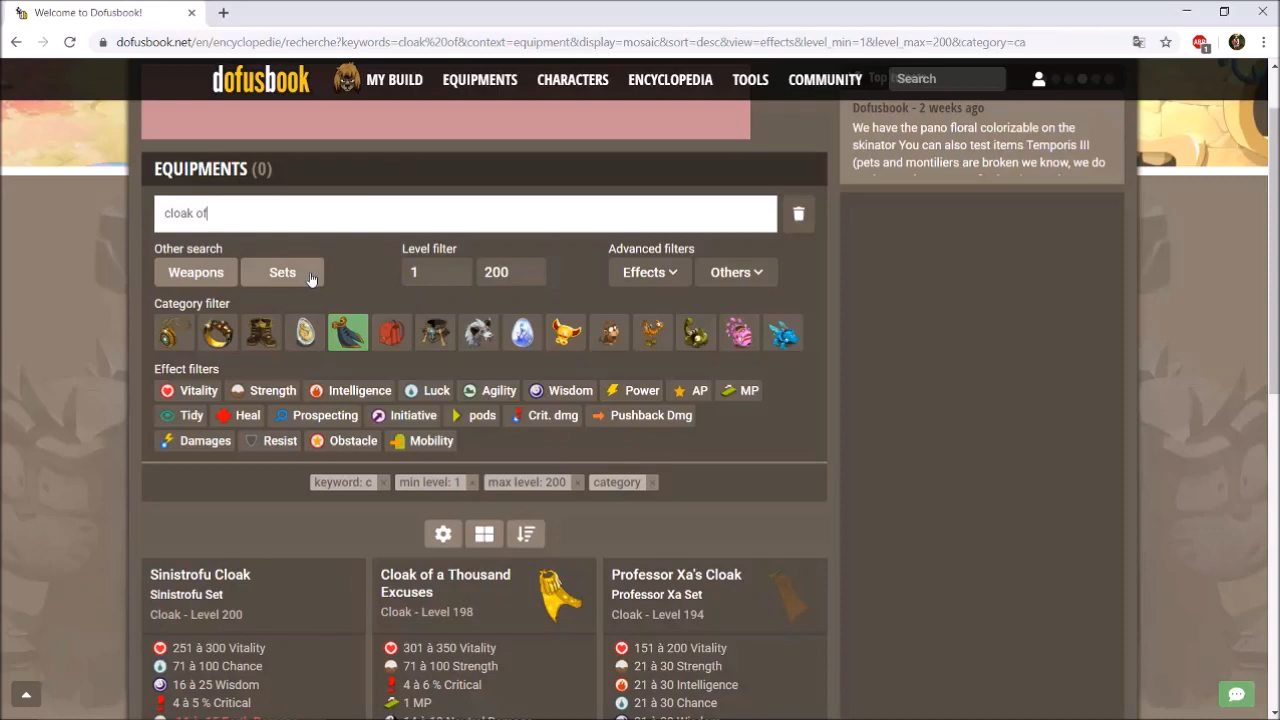 Welcome to Dofusbook!
dofusbook.net/en/encyclopedie/recherche?keywords=cloak%20of&context=equipment&display=mosaic&sort=desc&view=effects&level_min=1&level_max=200&category=ca
dofusbook MY BUILD EQUIPMENTS CHARACTERS ENCYCLOPEDIA TOOLS COMMUNITY Search
Dofusbook - 2 weeks ago
We have the pano floral colorizable on the
skinator You can also test items Temporis III
(pets and montiliers are broken we know, we do
EQUIPMENTS (0)
cloak of
Other search Level filter Advanced filters
Weapons Sets 1 200 Effects Others
Category filter
Effect filters
Vitality Strength Intelligence Luck Agility Wisdom Power AP MP
Tidy Heal Prospecting Initiative pods Crit. dmg Pushback Dmg
Damages Resist Obstacle Mobility
keyword: c × min level: 1 × max level: 200 × category ×
Sinistrofu Cloak
Sinistrofu Set
Cloak - Level 200
251 à 300 Vitality
71 à 100 Chance
16 à 25 Wisdom
4 à 5 % Critical
Cloak of a Thousand
Excuses
Cloak - Level 198
301 à 350 Vitality
71 à 100 Strength
4 à 6 % Critical
1 MP
Professor Xa's Cloak
Professor Xa Set
Cloak - Level 194
151 à 200 Vitality
21 à 30 Strength
21 à 30 Intelligence
21 à 30 Chance